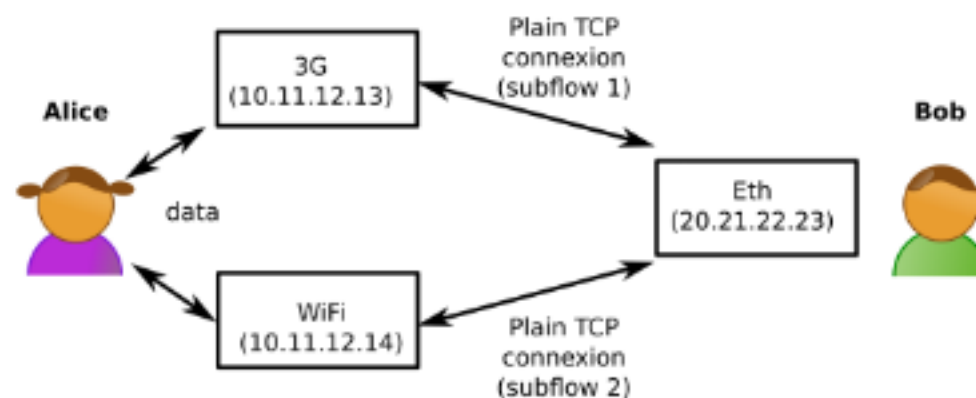 Plain TCP
connexion
(subflow 1)
3G
(10.11.12.13)
Alice
Bob
data
Eth
(20.21.22.23)
WiFi
(10.11.12.14)
Plain TCP
connexion
(subflow 2)